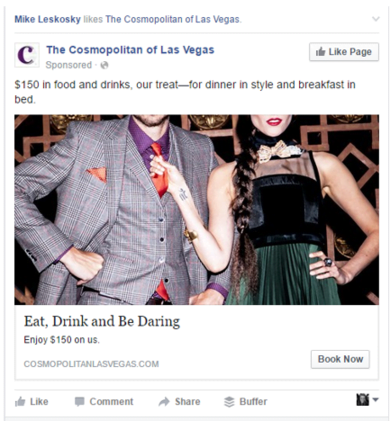 Mike Leskosky likes The Cosmopolitan of Las Vegas.
C
The Cosmopolitan of Las Vegas
Like Page
Sponsored ·
$150 in food and drinks, our treat—for dinner in style and breakfast in
bed.
Eat, Drink and Be Daring
Enjoy $150 on us.
COSMOPOLITANLASVEGAS.COM
Book Now
Like Comment Share Buffer